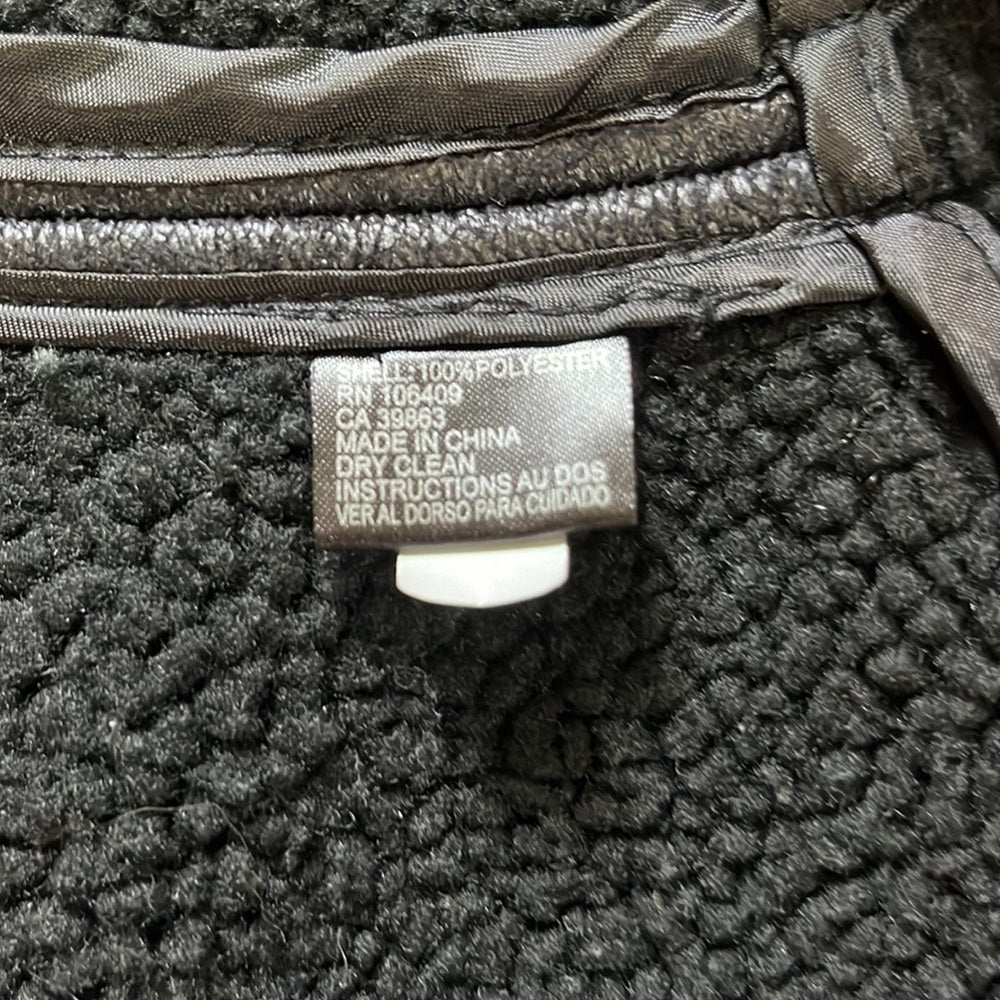 SHELL:100%POLYESTER
RN 106409
CA 39863
MADE IN CHINA
DRY CLEAN
INSTRUCTIONS AU DOS
VER AL DORSO PARA CUIDADO